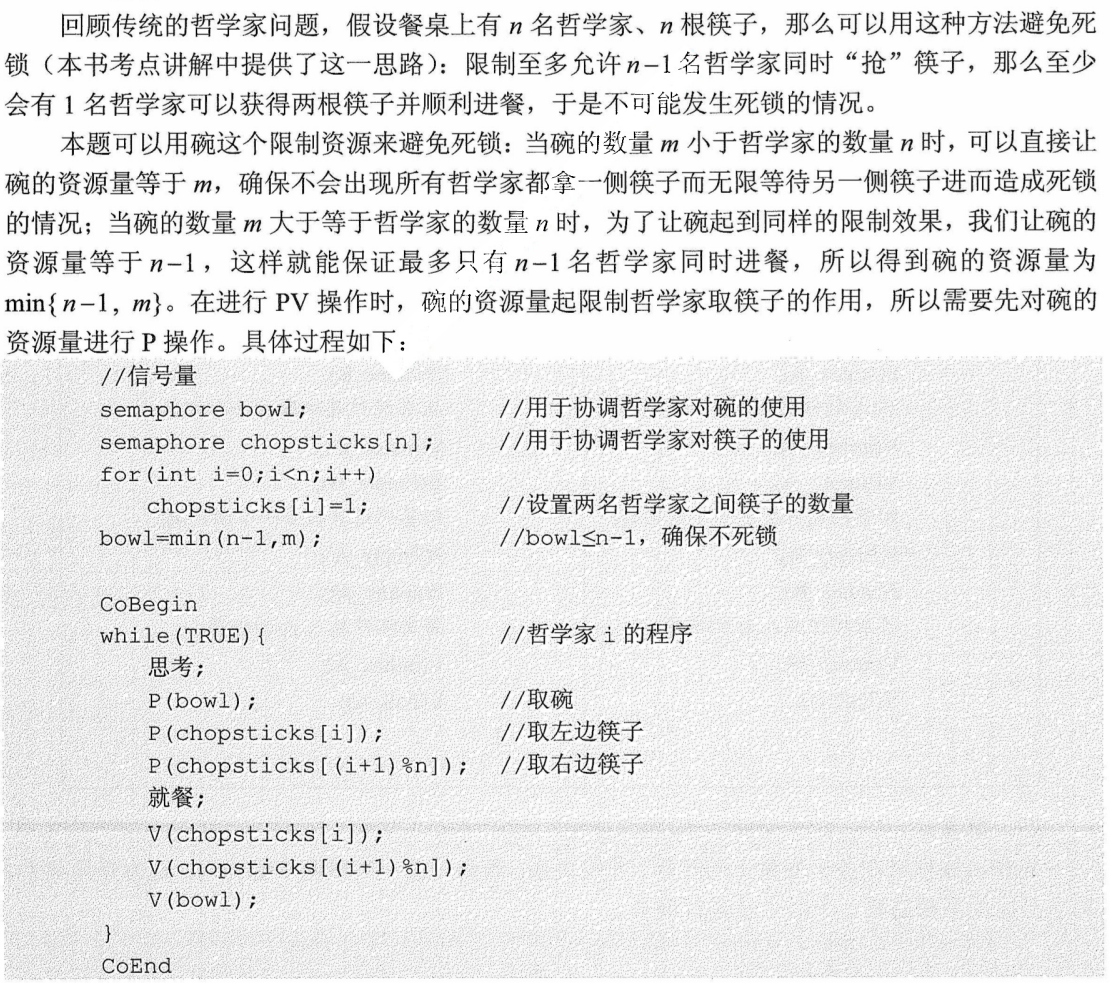 回顾传统的哲学家问题，假设餐桌上有 n 名哲学家、n 根筷子，那么可以用这种方法避免死
锁（本书考点讲解中提供了这一思路）：限制至多允许 n−1 名哲学家同时“抢”筷子，那么至少
会有 1 名哲学家可以获得两根筷子并顺利进餐，于是不可能发生死锁的情况。
本题可以用碗这个限制资源来避免死锁：当碗的数量 m 小于哲学家的数量 n 时，可以直接让
碗的资源量等于 m，确保不会出现所有哲学家都拿一侧筷子而无限等待另一侧筷子进而造成死锁
的情况；当碗的数量 m 大于等于哲学家的数量 n 时，为了让碗起到同样的限制效果，我们让碗的
资源量等于 n−1，这样就能保证最多只有 n−1 名哲学家同时进餐，所以得到碗的资源量为
min{ n−1, m}。在进行 PV 操作时，碗的资源量起限制哲学家取筷子的作用，所以需要先对碗的
资源量进行 P 操作。具体过程如下：
//信号量
semaphore bowl; //用于协调哲学家对碗的使用
semaphore chopsticks[n]; //用于协调哲学家对筷子的使用
for(int i=0;i<n;i++)
chopsticks[i]=1; //设置两名哲学家之间筷子的数量
bowl=min(n-1,m); //bowl≤n-1，确保不死锁
CoBegin
while(TRUE){ //哲学家 i 的程序
思考;
P(bowl); //取碗
P(chopsticks[i]); //取左边筷子
P(chopsticks[(i+1)%n]); //取右边筷子
就餐;
V(chopsticks[i]);
V(chopsticks[(i+1)%n]);
V(bowl);
}
CoEnd